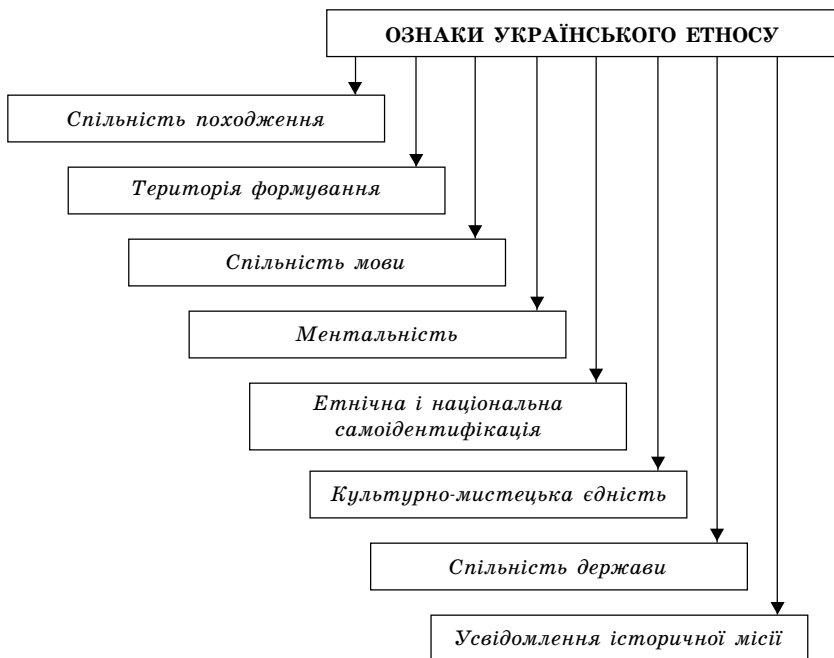 ОЗНАКИ УКРАЇНСЬКОГО ЕТНОСУ
Спільність походження
Територія формування
Спільність мови
Ментальність
Етнічна і національна
самоідентифікація
Культурно-мистецька єдність
Спільність держави
Усвідомлення історичної місії